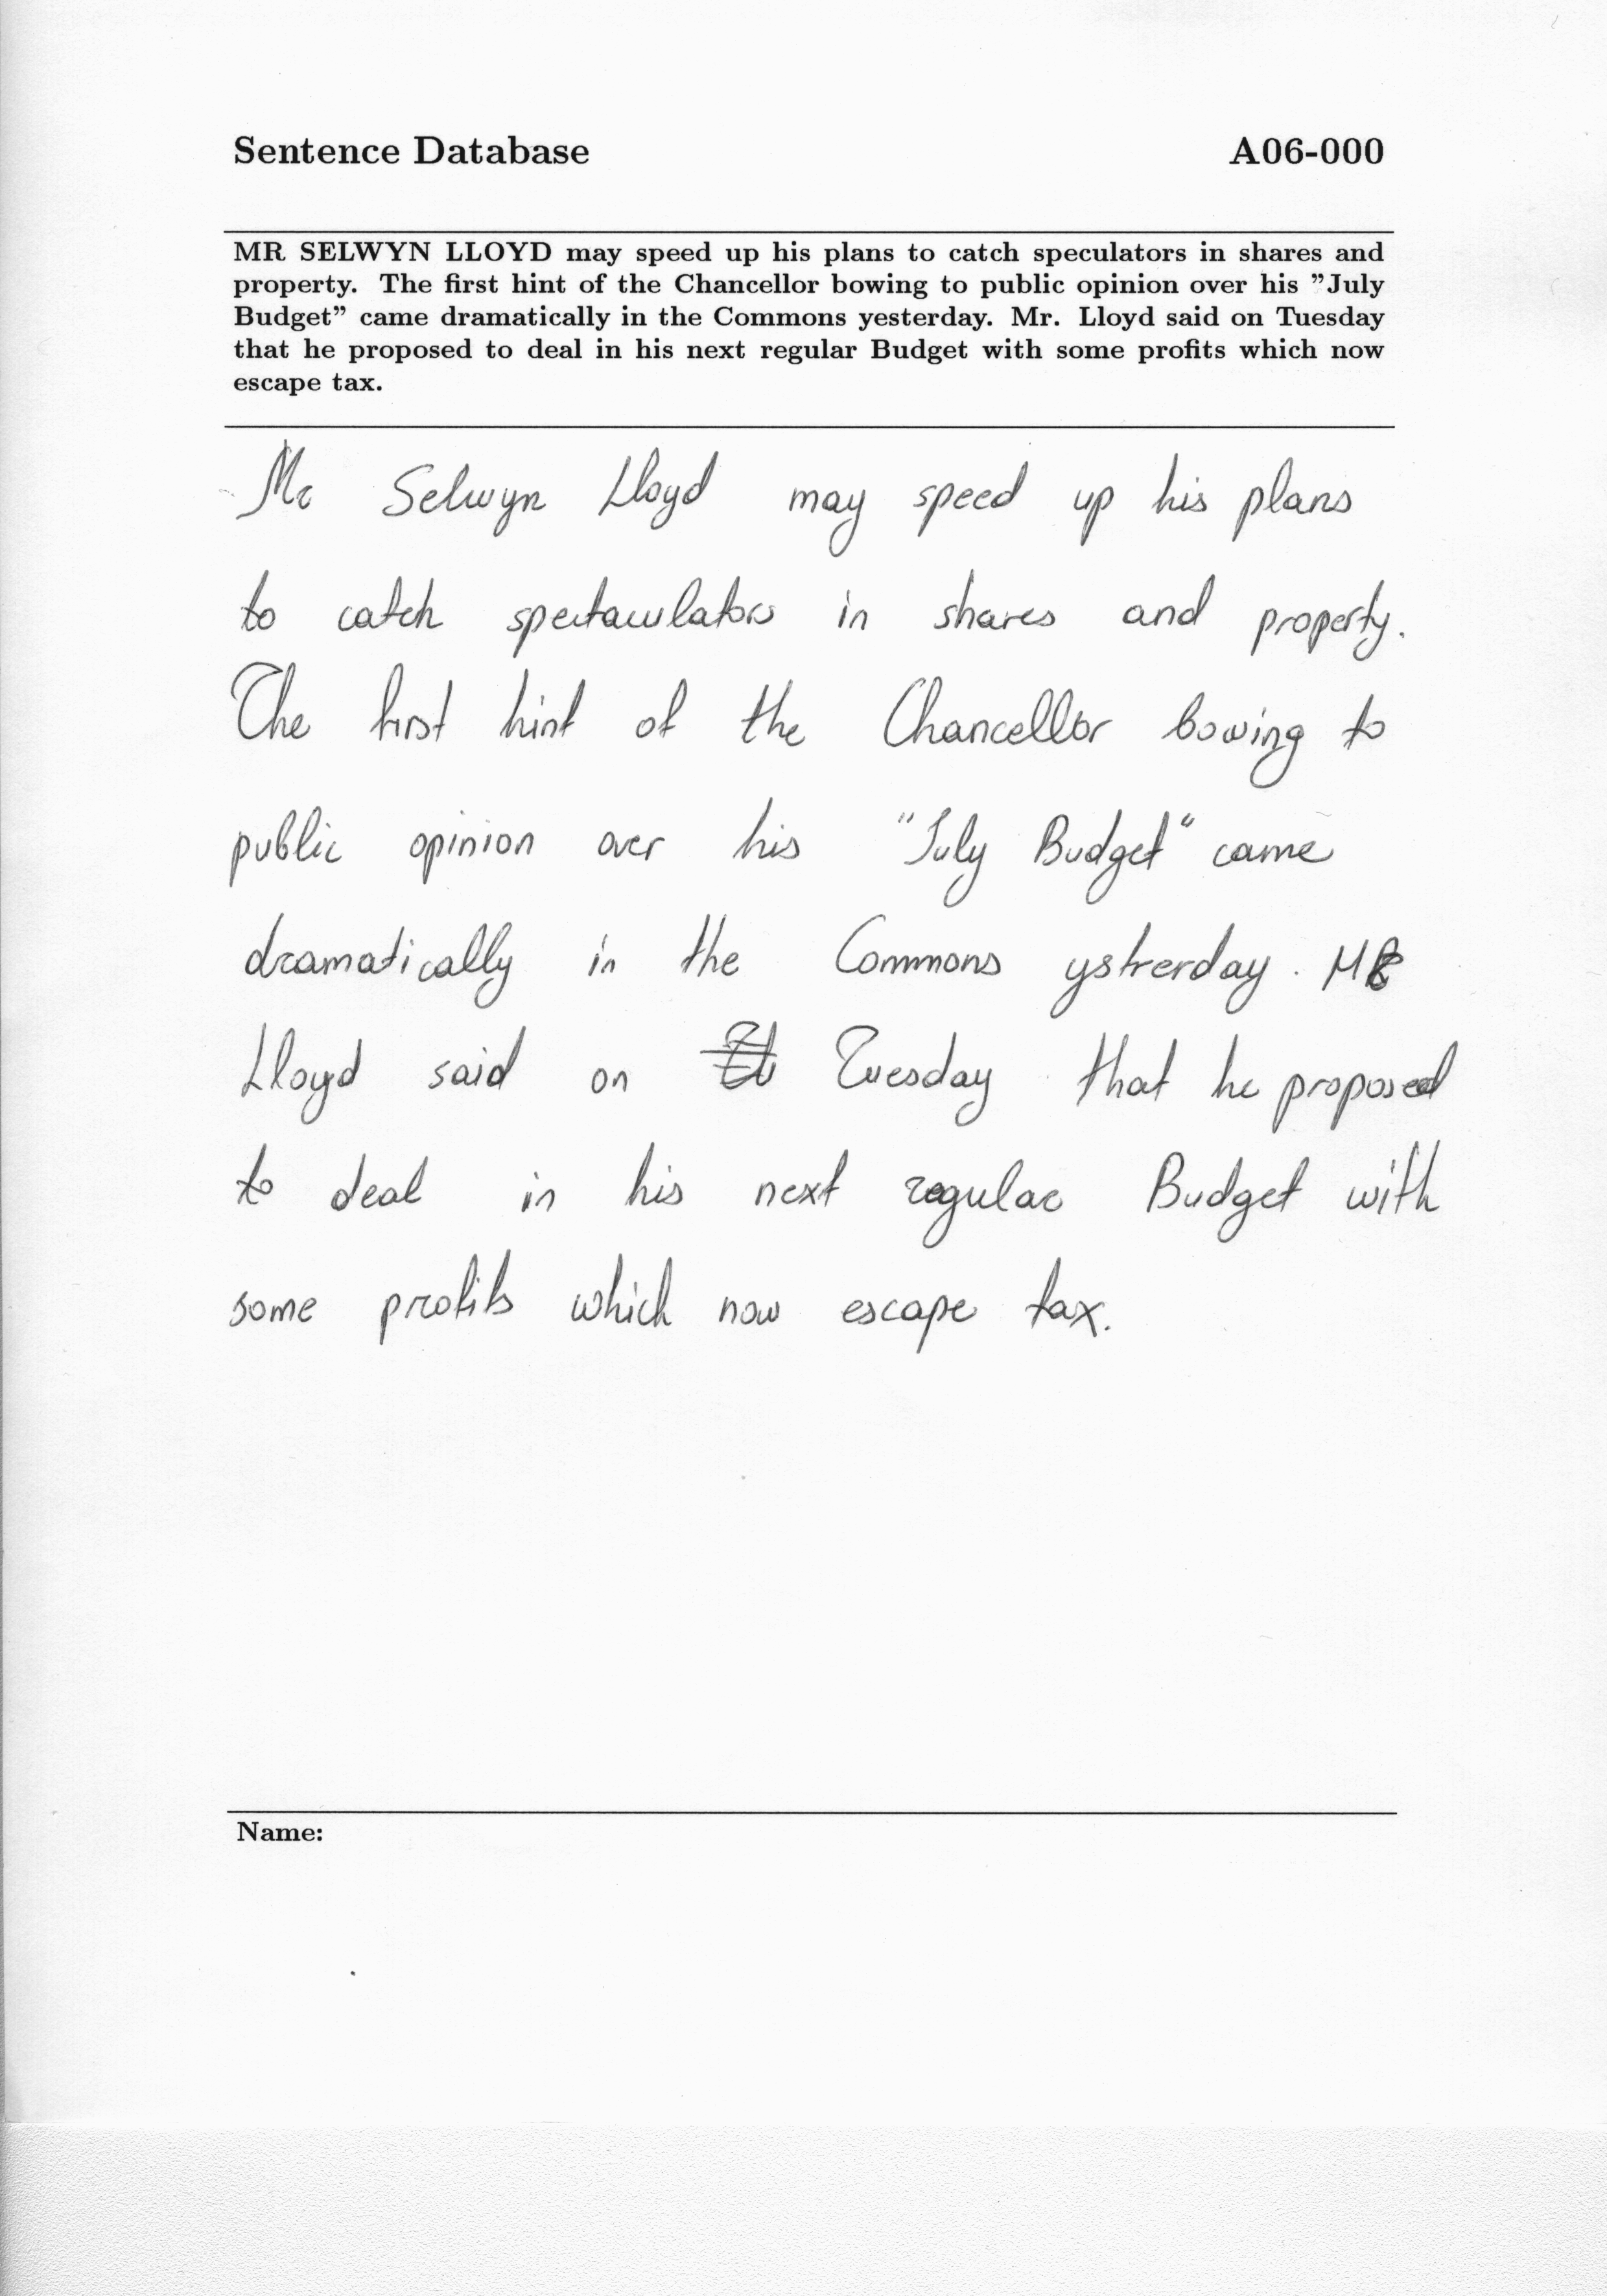 Sentence Database A06-000
MR SELWYN LLOYD may speed up his plans to catch speculators in shares and
property. The first hint of the Chancellor bowing to public opinion over his ”July
Budget” came dramatically in the Commons yesterday. Mr. Lloyd said on Tuesday
that he proposed to deal in his next regular Budget with some profits which now
escape tax.
Mr Selwyn Lloyd may speed up his plans
to catch spectaculators in shares and property.
The first hint of the Chancellor bowing to
public opinion over his "July Budget" came
dramatically in the Commons ystrerday. MR
Lloyd said on Tuesday that he proposed
to deal in his next regular Budget with
some profits which now escape tax.
Name: